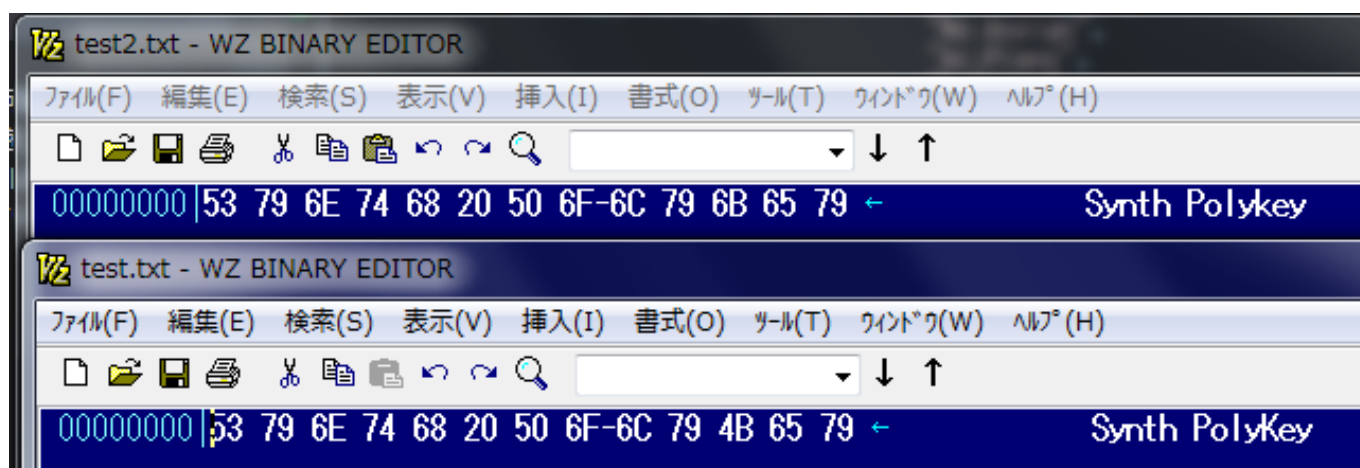 test2.txt - WZ BINARY EDITOR
ﾌｧｲﾙ(F) 編集(E) 検索(S) 表示(V) 挿入(I) 書式(O) ﾂｰﾙ(T) ｳｨﾝﾄﾞｳ(W) ﾍﾙﾌﾟ(H)
00000000 53 79 6E 74 68 20 50 6F-6C 79 6B 65 79 ← Synth Polykey
test.txt - WZ BINARY EDITOR
ﾌｧｲﾙ(F) 編集(E) 検索(S) 表示(V) 挿入(I) 書式(O) ﾂｰﾙ(T) ｳｨﾝﾄﾞｳ(W) ﾍﾙﾌﾟ(H)
00000000 53 79 6E 74 68 20 50 6F-6C 79 4B 65 79 ← Synth PolyKey